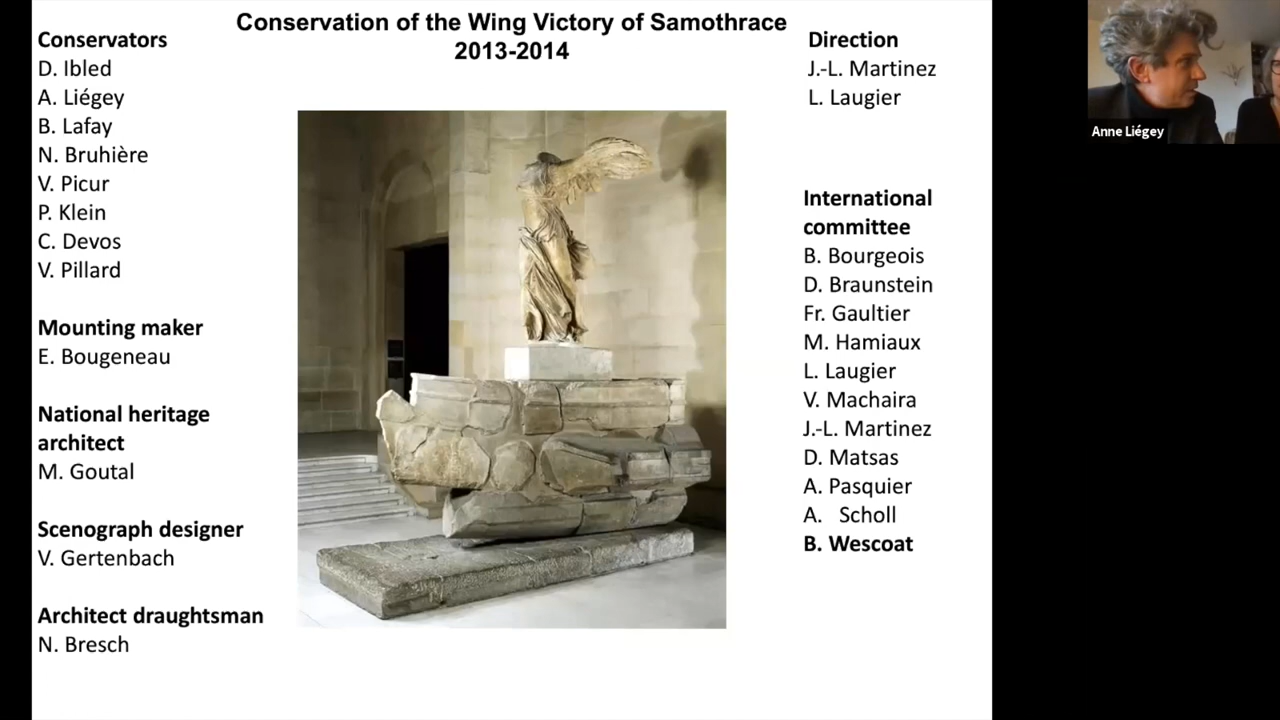 Conservation of the Wing Victory of Samothrace
2013-2014
Conservators
D. Ibled
A. Liégey
B. Lafay
N. Bruhière
V. Picur
P. Klein
C. Devos
V. Pillard
Mounting maker
E. Bougeneau
National heritage
architect
M. Goutal
Scenograph designer
V. Gertenbach
Architect draughtsman
N. Bresch
Direction
J.-L. Martinez
L. Laugier
International
committee
B. Bourgeois
D. Braunstein
Fr. Gaultier
M. Hamiaux
L. Laugier
V. Machaira
J.-L. Martinez
D. Matsas
A. Pasquier
A. Scholl
B. Wescoat
Anne Liégey